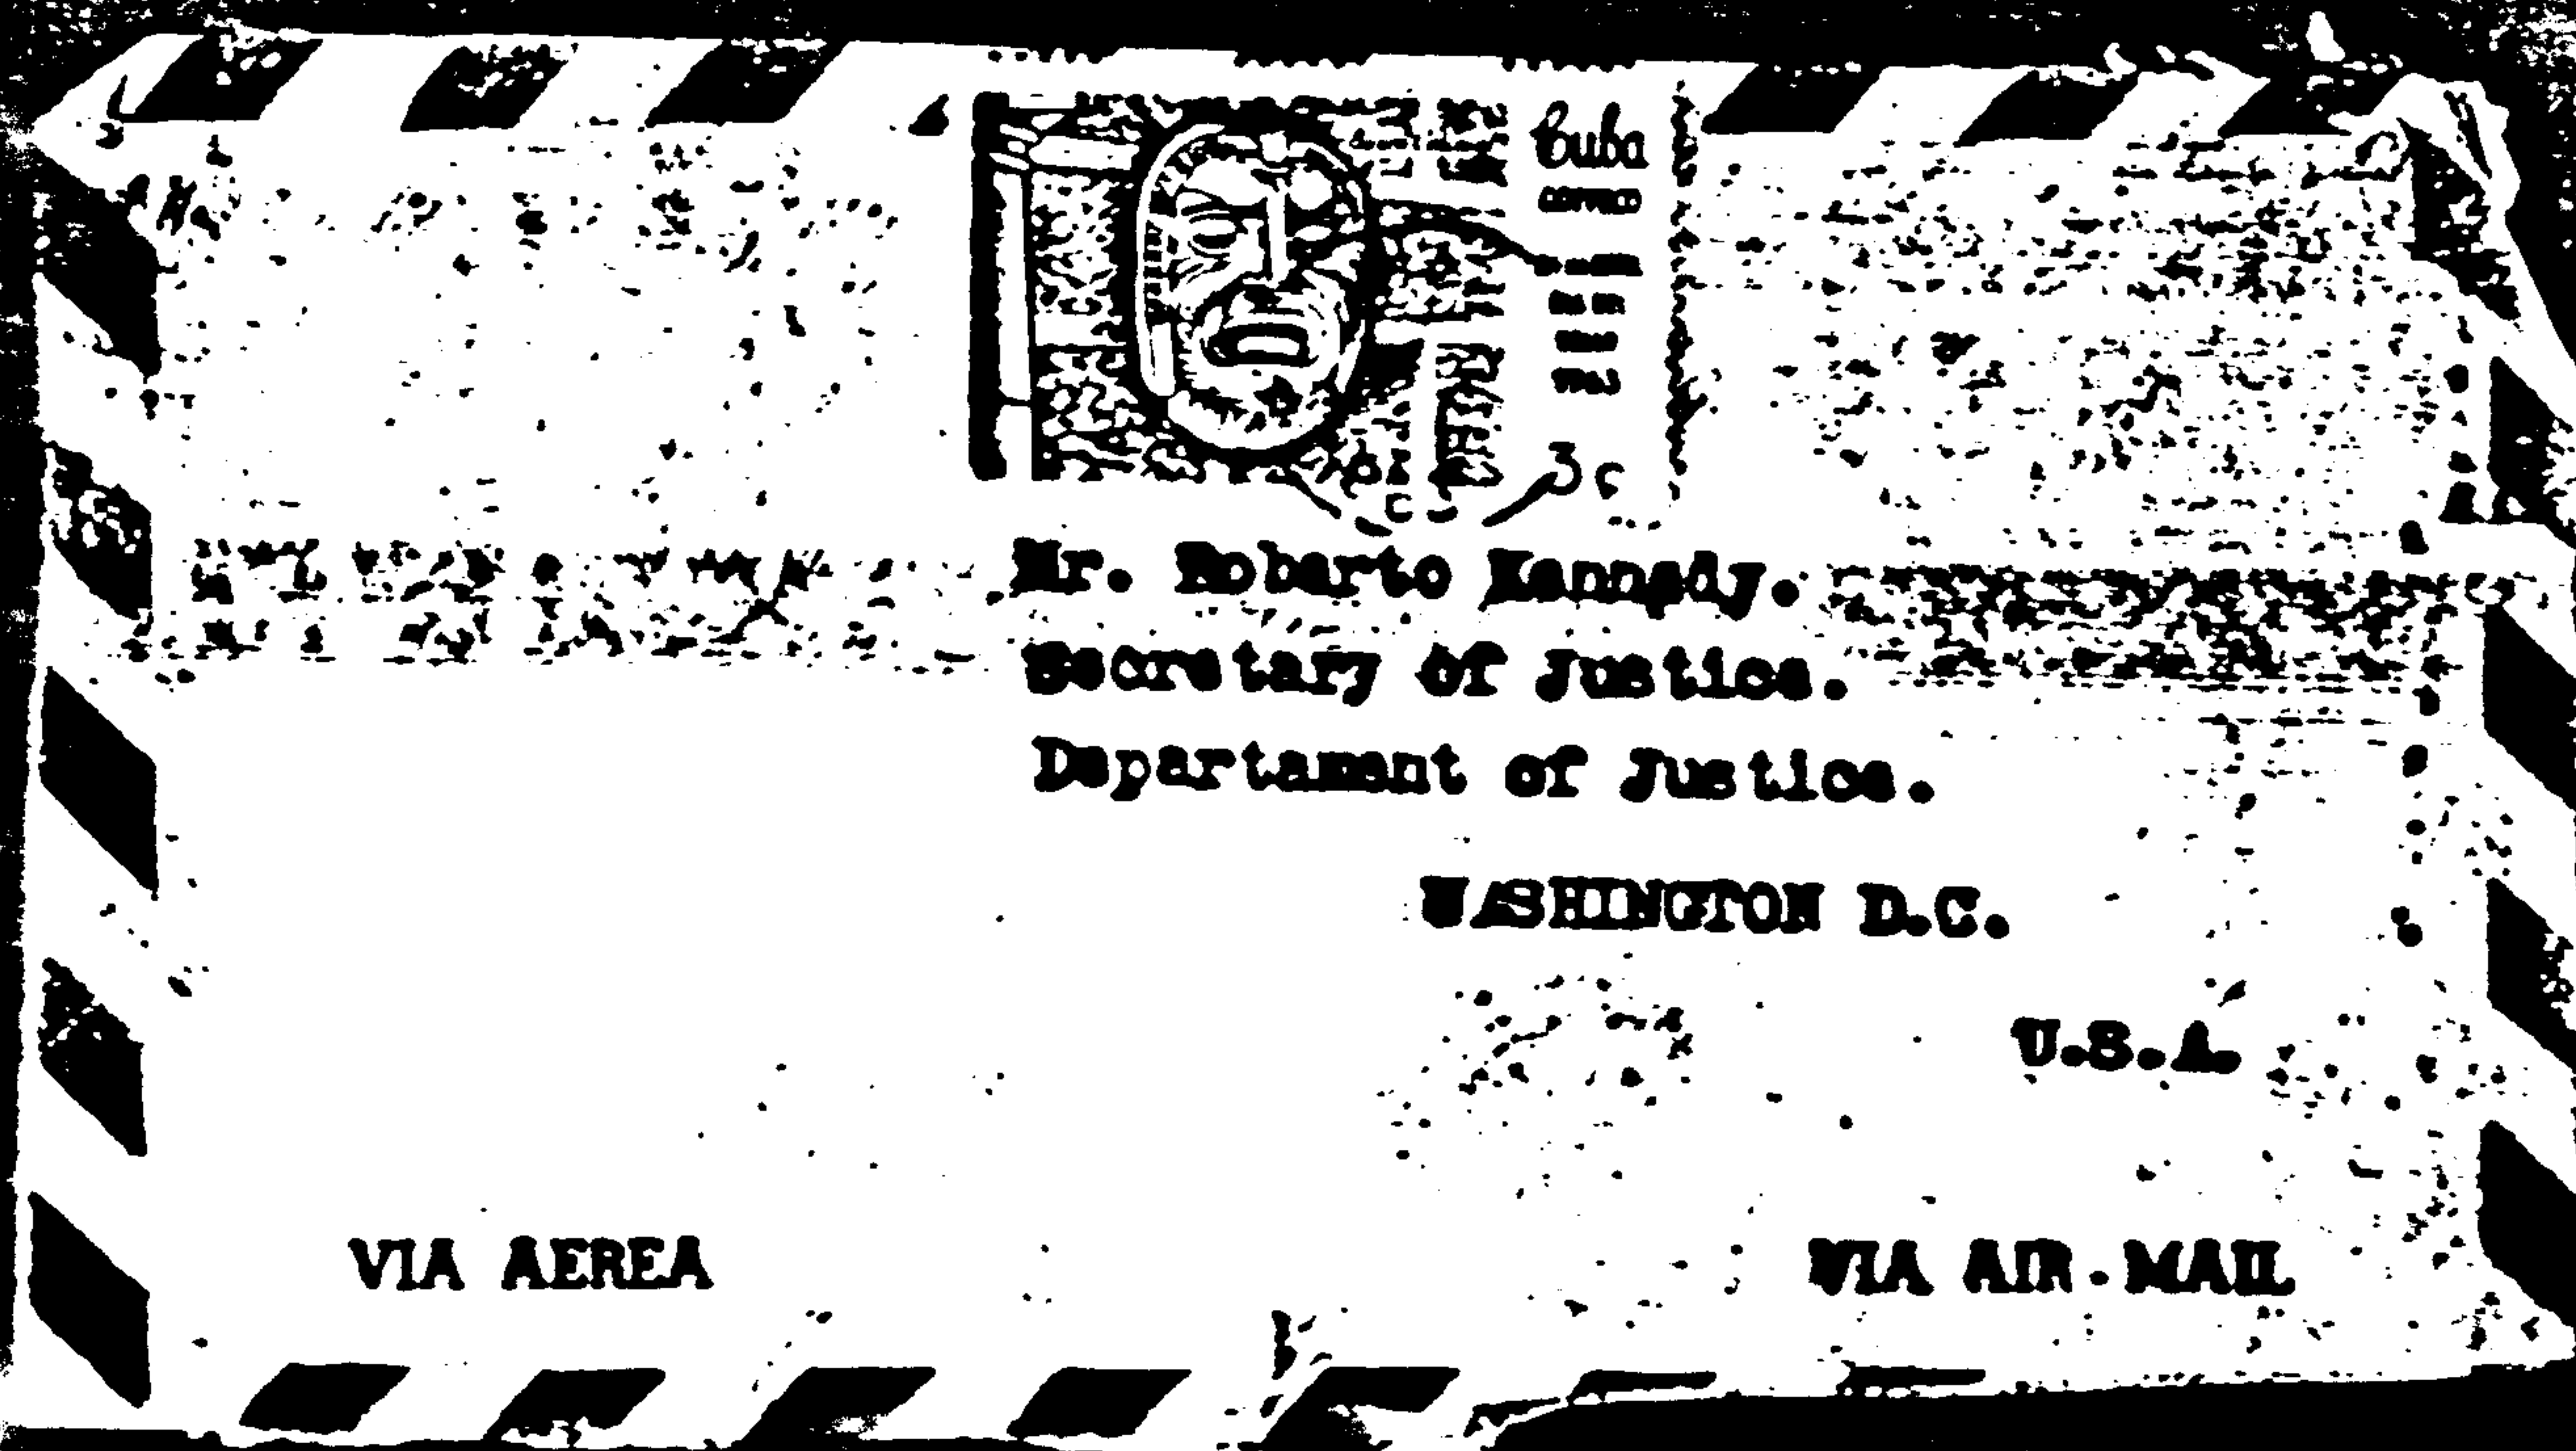 Cuba
3c
Mr. Roberto Kennedy.
Secretary of Justice.
Departament of Justice.
WASHINGTON D.C.
U.S.A.
VIA AEREA
VIA AIR.MAIL